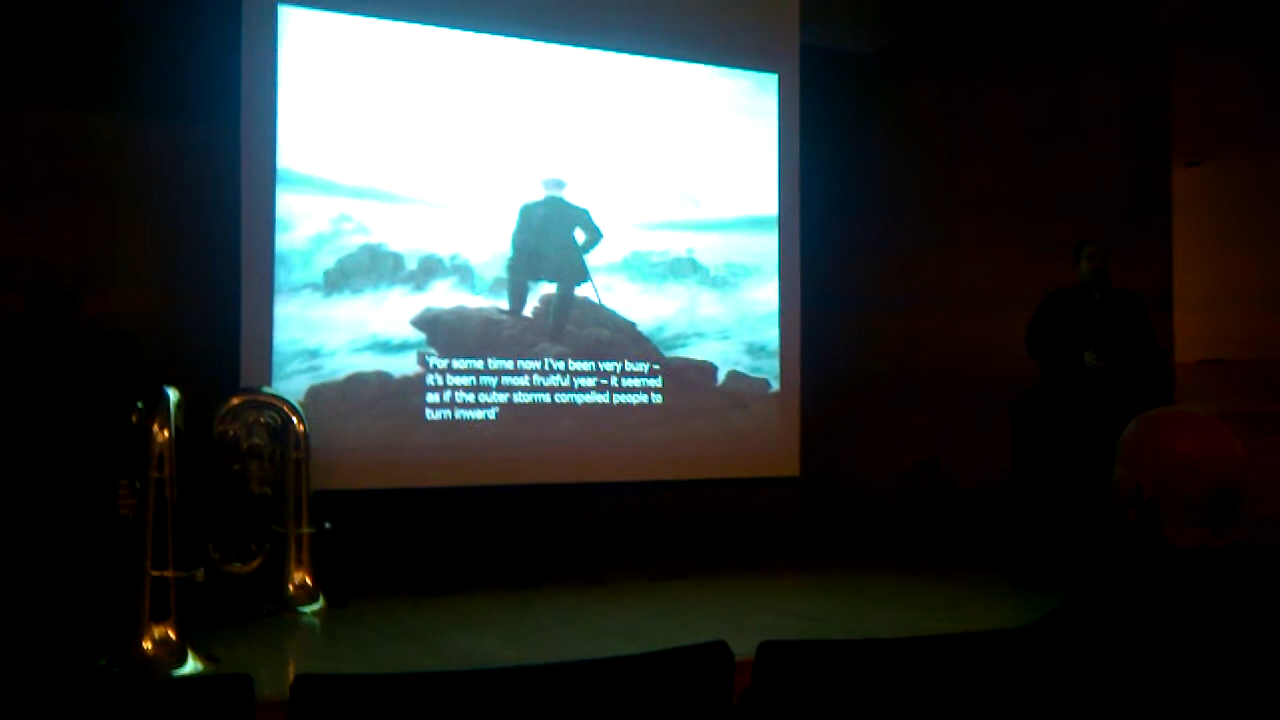 'For some time now I've been very busy –
it's been my most fruitful year – it seemed
as if the outer storms compelled people to
turn inward'